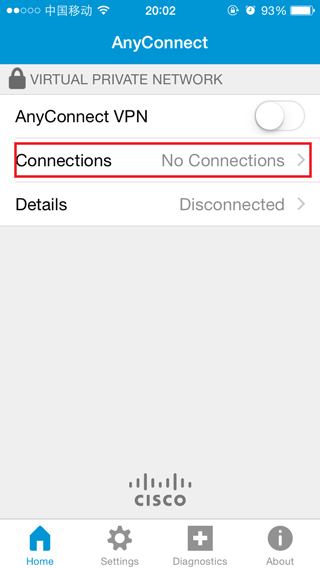 中国移动 20:02 93%
AnyConnect
VIRTUAL PRIVATE NETWORK
AnyConnect VPN
Connections No Connections
Details Disconnected
CISCO
Home Settings Diagnostics About